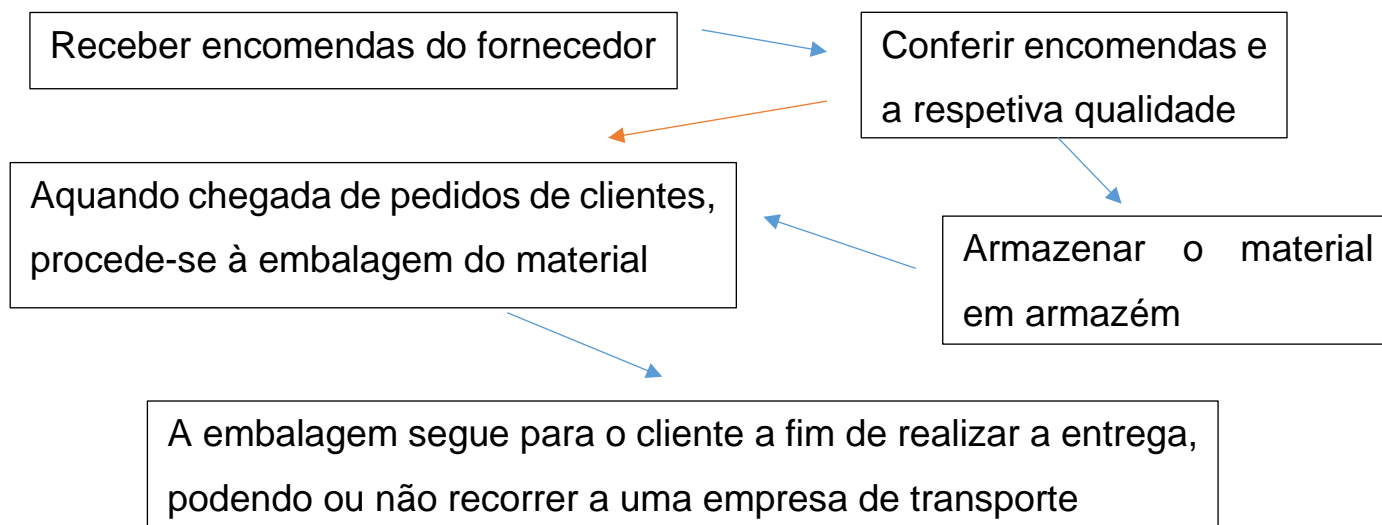 Receber encomendas do fornecedor
Conferir encomendas e
a respetiva qualidade
Aquando chegada de pedidos de clientes,
procede-se à embalagem do material
Armazenar o material
em armazém
A embalagem segue para o cliente a fim de realizar a entrega,
podendo ou não recorrer a uma empresa de transporte